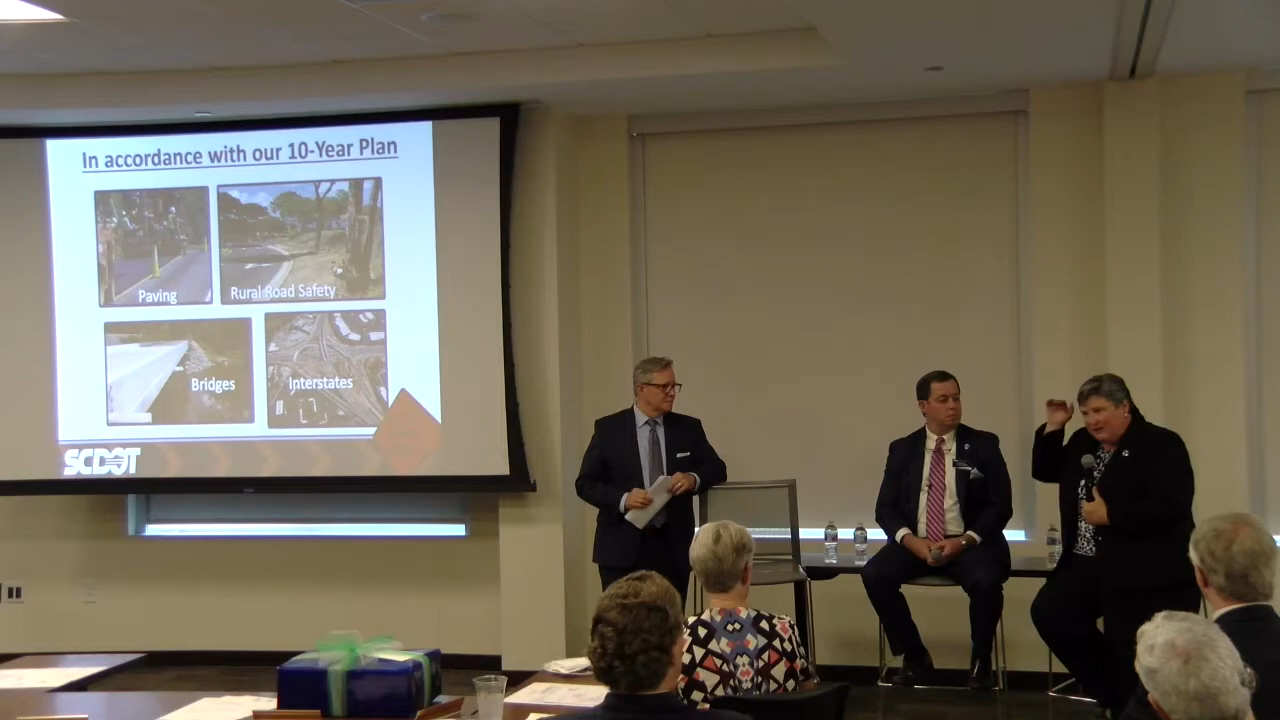 In accordance with our 10-Year Plan
Paving
Rural Road Safety
Bridges
Interstates
SCDOT